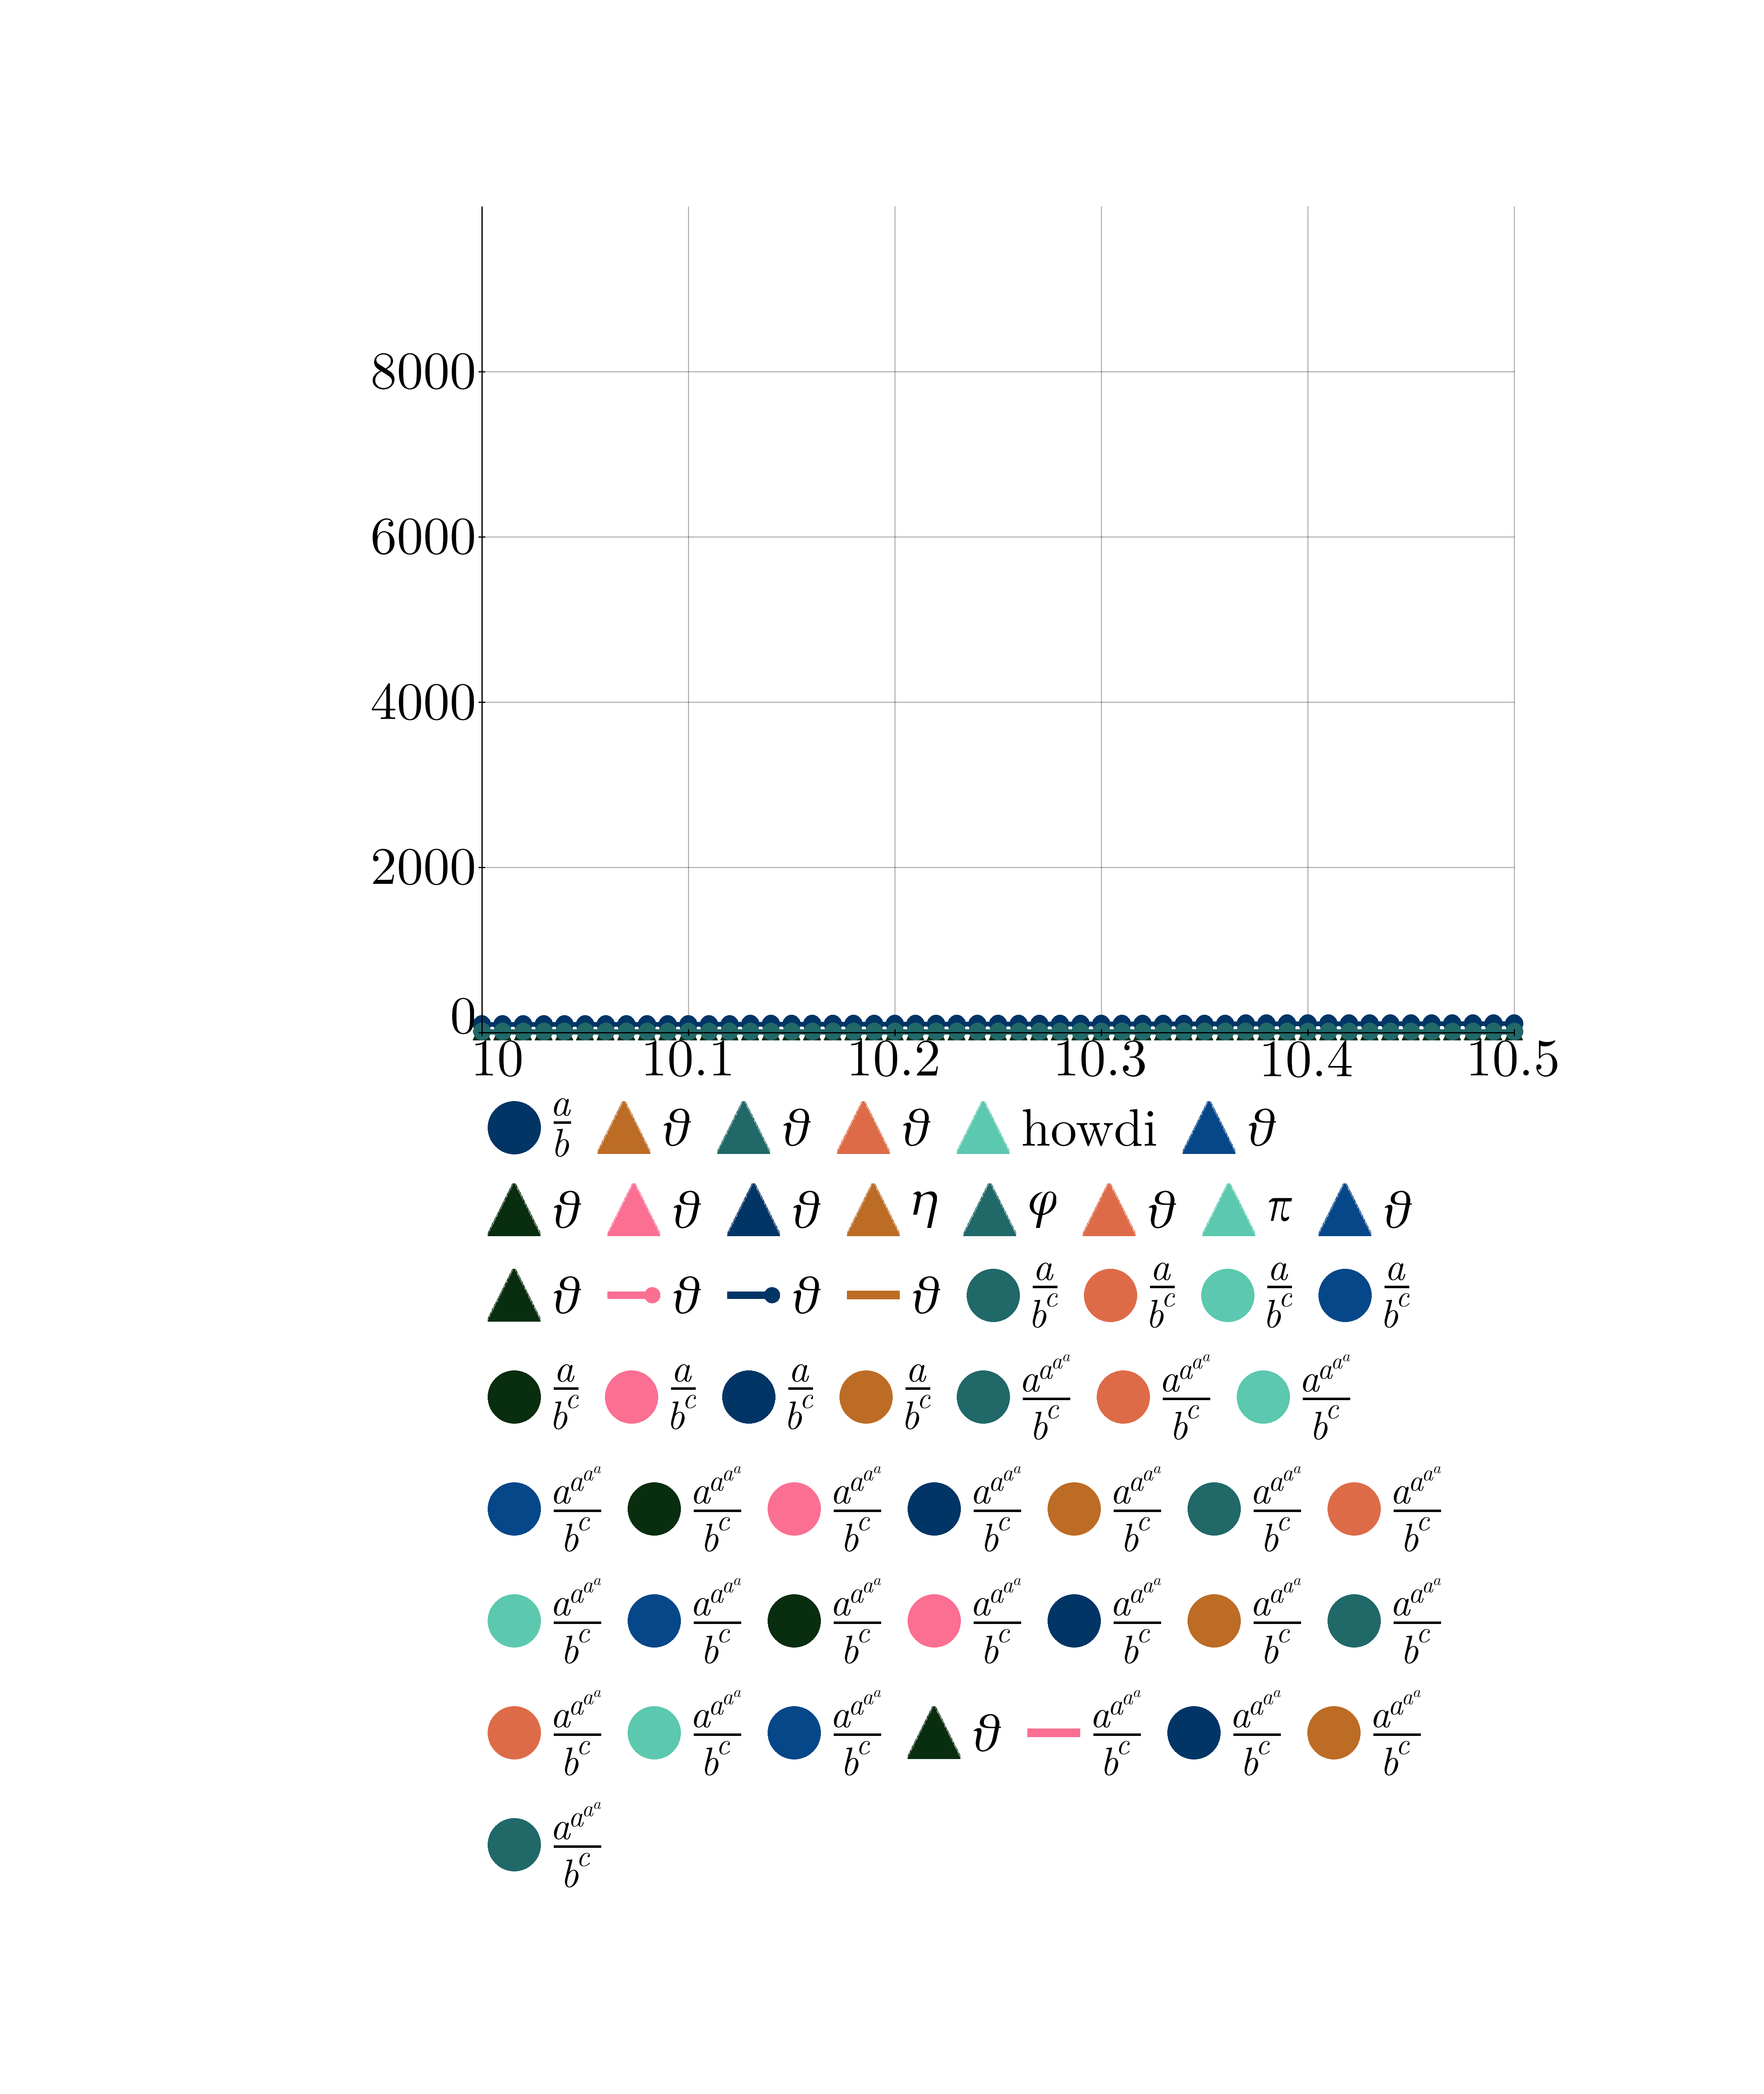 8000
6000
4000
2000
0
10 10.1 10.2 10.3 10.4 10.5
a/b ϑ ϑ ϑ howdi ϑ
ϑ ϑ ϑ η φ ϑ π ϑ
ϑ ϑ ϑ ϑ a/b^c a/b^c a/b^c a/b^c
a/b^c a/b^c a/b^c a/b^c a^{a^{a^a}}/b^c a^{a^{a^a}}/b^c a^{a^{a^a}}/b^c
a^{a^{a^a}}/b^c a^{a^{a^a}}/b^c a^{a^{a^a}}/b^c a^{a^{a^a}}/b^c a^{a^{a^a}}/b^c a^{a^{a^a}}/b^c a^{a^{a^a}}/b^c
a^{a^{a^a}}/b^c a^{a^{a^a}}/b^c a^{a^{a^a}}/b^c a^{a^{a^a}}/b^c a^{a^{a^a}}/b^c a^{a^{a^a}}/b^c a^{a^{a^a}}/b^c
a^{a^{a^a}}/b^c a^{a^{a^a}}/b^c a^{a^{a^a}}/b^c ϑ a^{a^{a^a}}/b^c a^{a^{a^a}}/b^c a^{a^{a^a}}/b^c
a^{a^{a^a}}/b^c